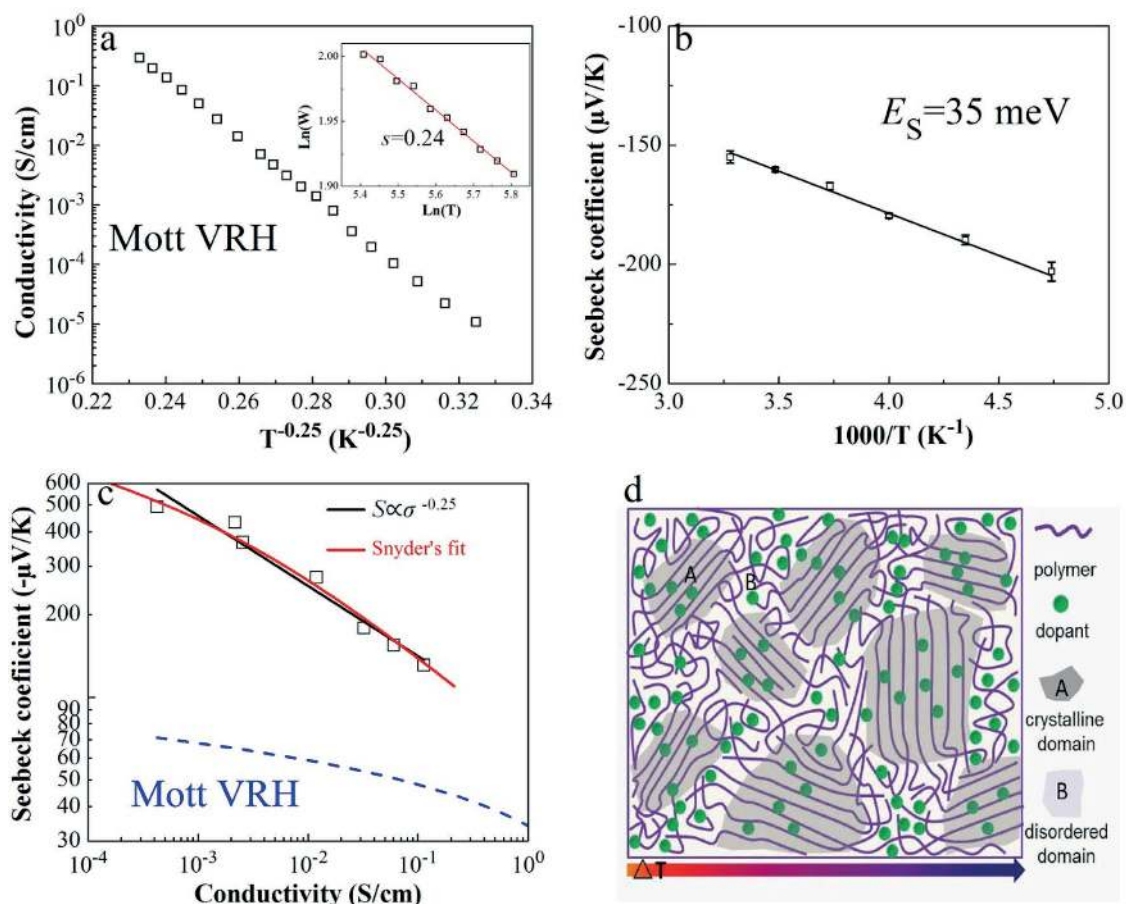 a
Conductivity (S/cm)
10^0
10^-1
10^-2
10^-3
10^-4
10^-5
10^-6
Mott VRH
0.22 0.24 0.26 0.28 0.30 0.32 0.34
T^-0.25 (K^-0.25)
Ln(W)
2.00
1.95
1.90
s=0.24
5.4 5.5 5.6 5.7 5.8
Ln(T)
b
Seebeck coefficient (µV/K)
-100
-150
-200
-250
E_S=35 meV
3.0 3.5 4.0 4.5 5.0
1000/T (K^-1)
c
Seebeck coefficient (-µV/K)
600
500
400
300
200
90
80
70
60
50
40
30
S∝σ^-0.25
Snyder's fit
Mott VRH
10^-4 10^-3 10^-2 10^-1 10^0
Conductivity (S/cm)
d
A
B
polymer
dopant
A
crystalline
domain
B
disordered
domain
△T